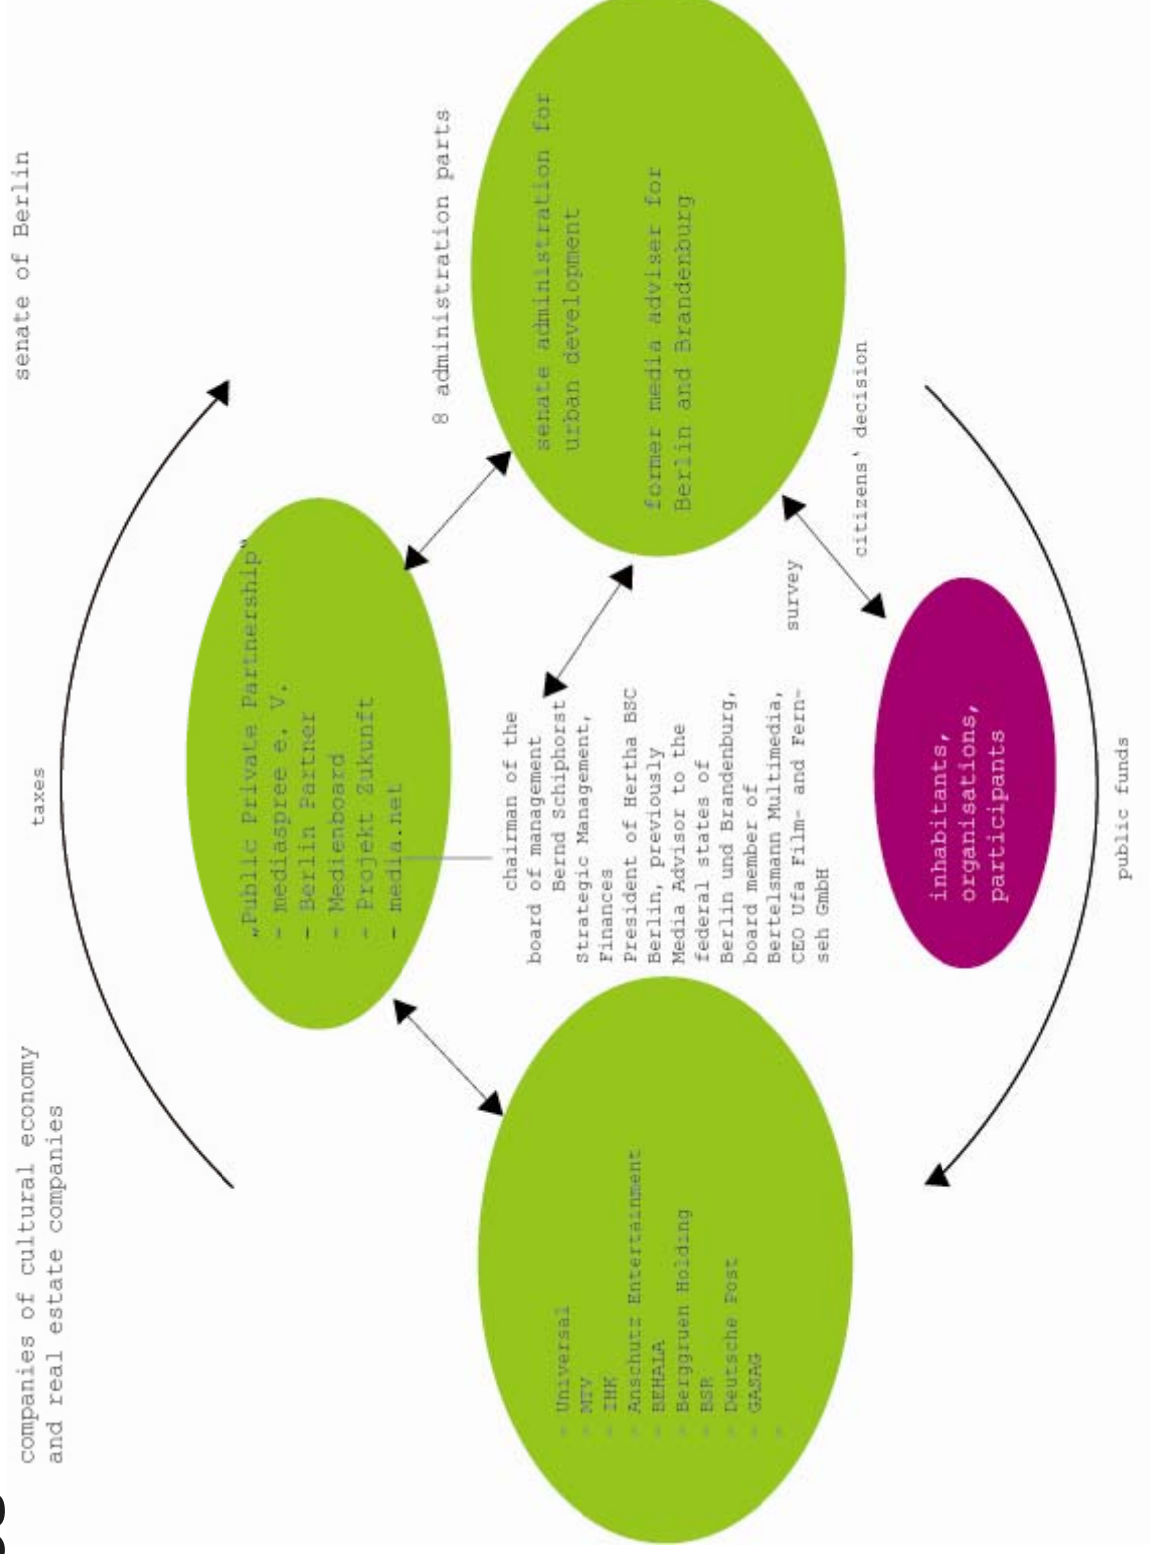 companies of cultural economy
and real estate companies
taxes
senate of Berlin
„Public Private Partnership“
- mediaspree e. V.
- Berlin Partner
- Medienboard
- Projekt Zukunft
- media.net
8 administration parts
senate administration for
urban development
former media adviser for
Berlin and Brandenburg
chairman of the
board of management
Bernd Schiphorst
Strategic Management,
Finances
President of Hertha BSC
Berlin, previously
Media Advisor to the
federal states of
Berlin und Brandenburg,
board member of
Bertelsmann Multimedia,
CEO Ufa Film- and Fern-
seh GmbH
- Universal
- MTV
- IHK
- Anschutz Entertainment
- BEHALA
- Berggruen Holding
- BSR
- Deutsche Post
- GASAG
-
survey
citizens' decision
inhabitants,
organisations,
participants
public funds